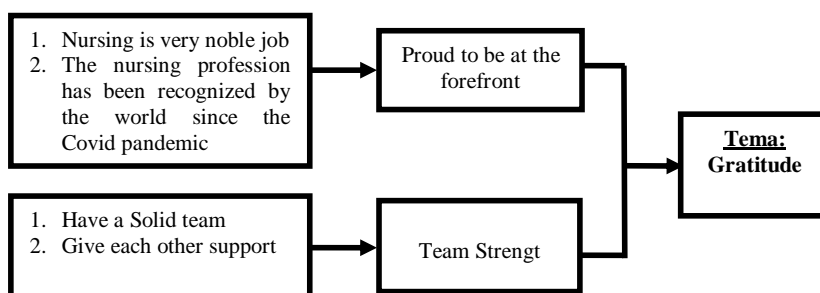 1. Nursing is very noble job
2. The nursing profession
has been recognized by
the world since the
Covid pandemic
Proud to be at the
forefront
Tema:
Gratitude
1. Have a Solid team
2. Give each other support
Team Strengt